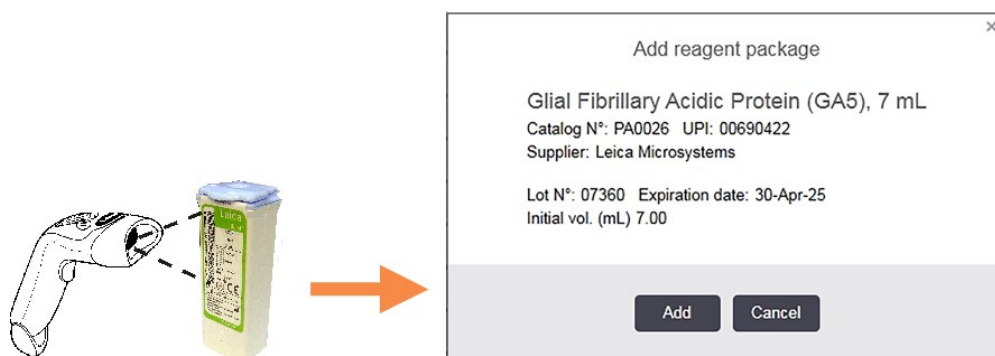 Leica
Add reagent package
×
Glial Fibrillary Acidic Protein (GA5), 7 mL
Catalog N°: PA0026 UPI: 00690422
Supplier: Leica Microsystems
Lot N°: 07360 Expiration date: 30-Apr-25
Initial vol. (mL) 7.00
Add
Cancel